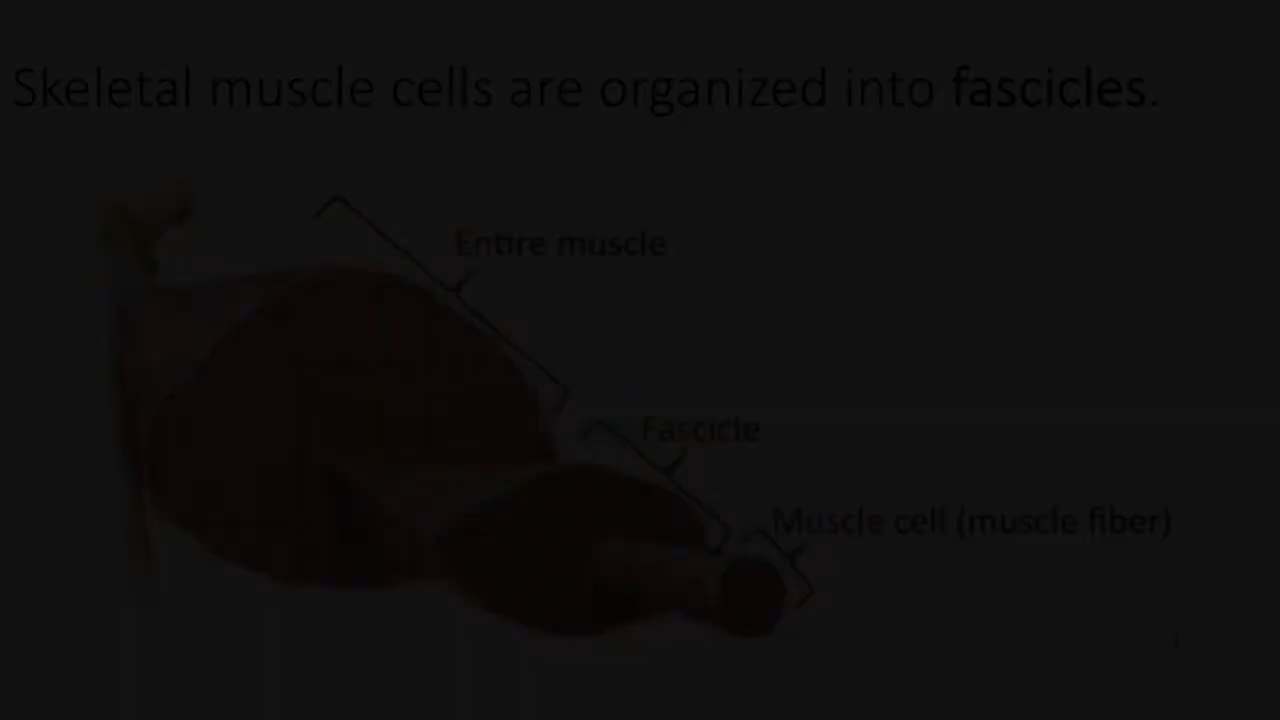 Skeletal muscle cells are organized into fascicles.
Entire muscle
Fascicle
Muscle cell (muscle fiber)